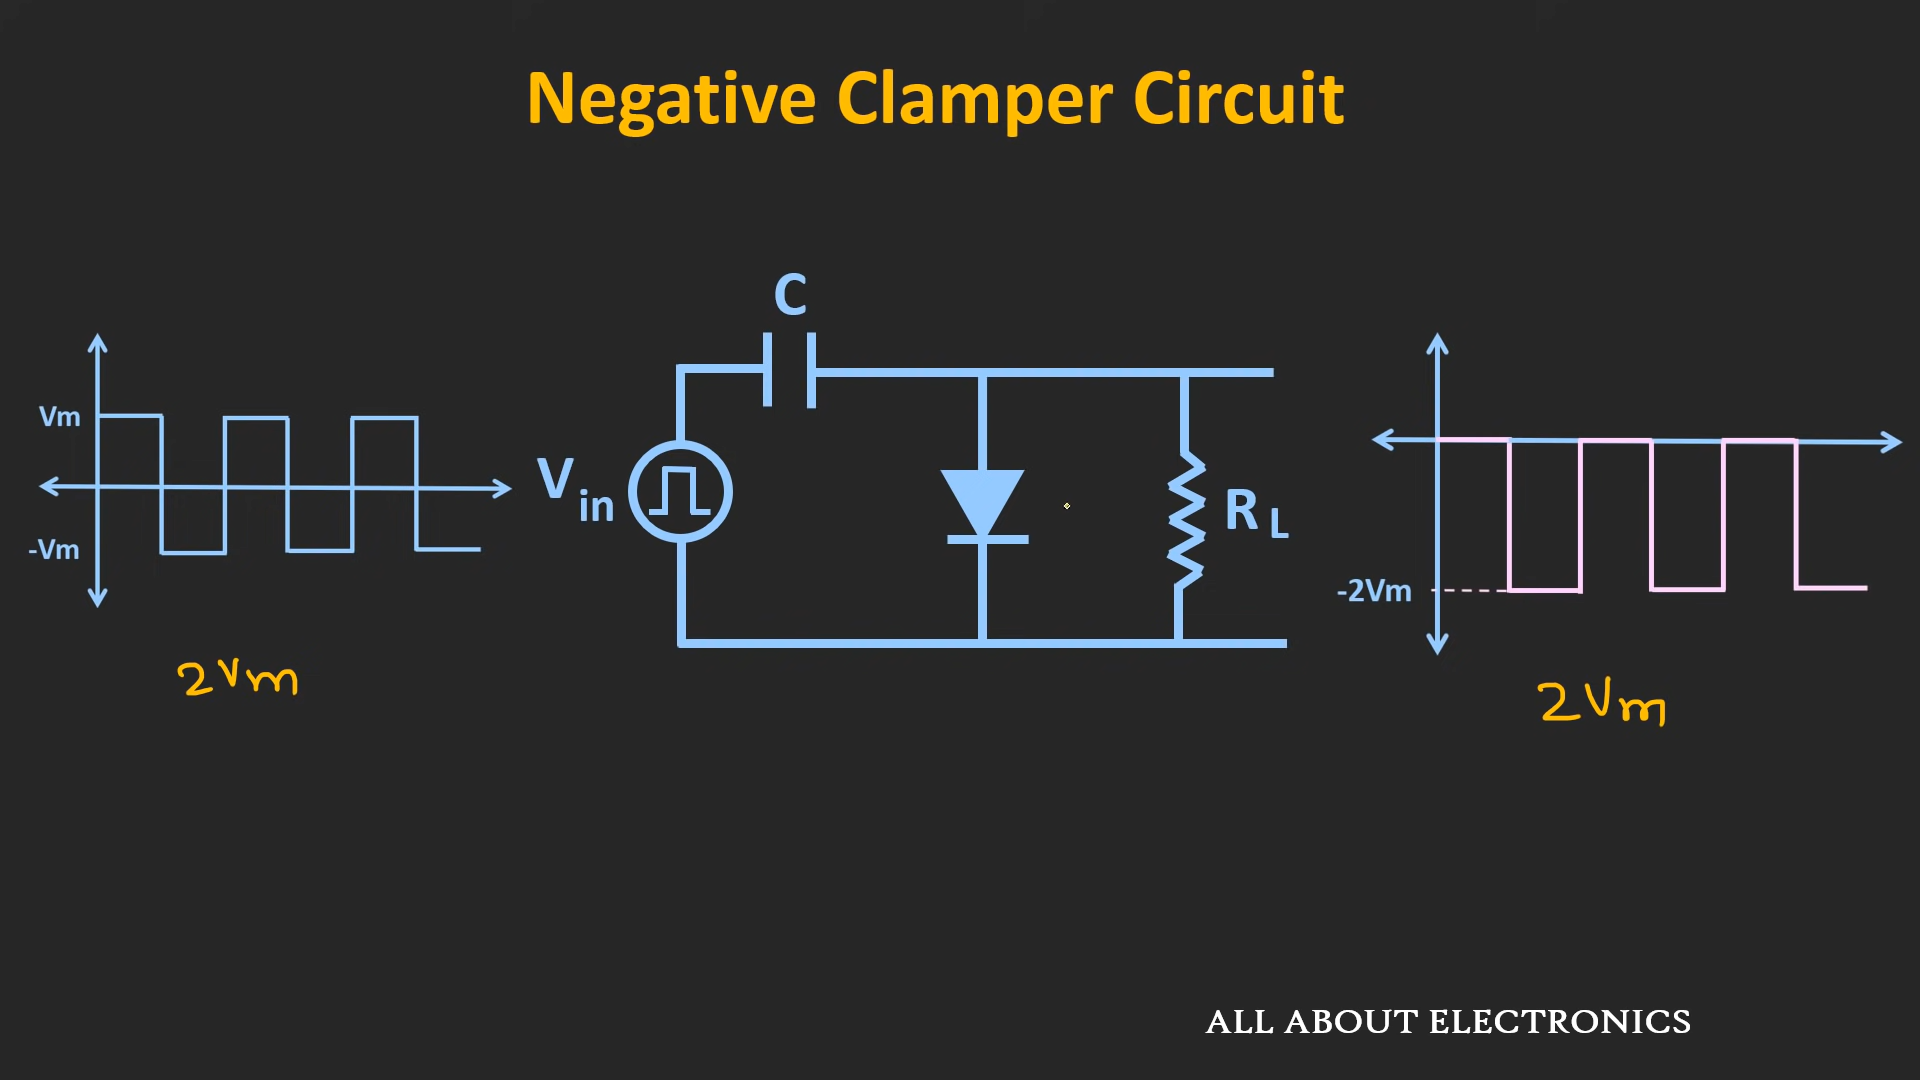 Negative Clamper Circuit
C
Vm
-Vm
Vin
RL
-2Vm
2Vm
2Vm
ALL ABOUT ELECTRONICS